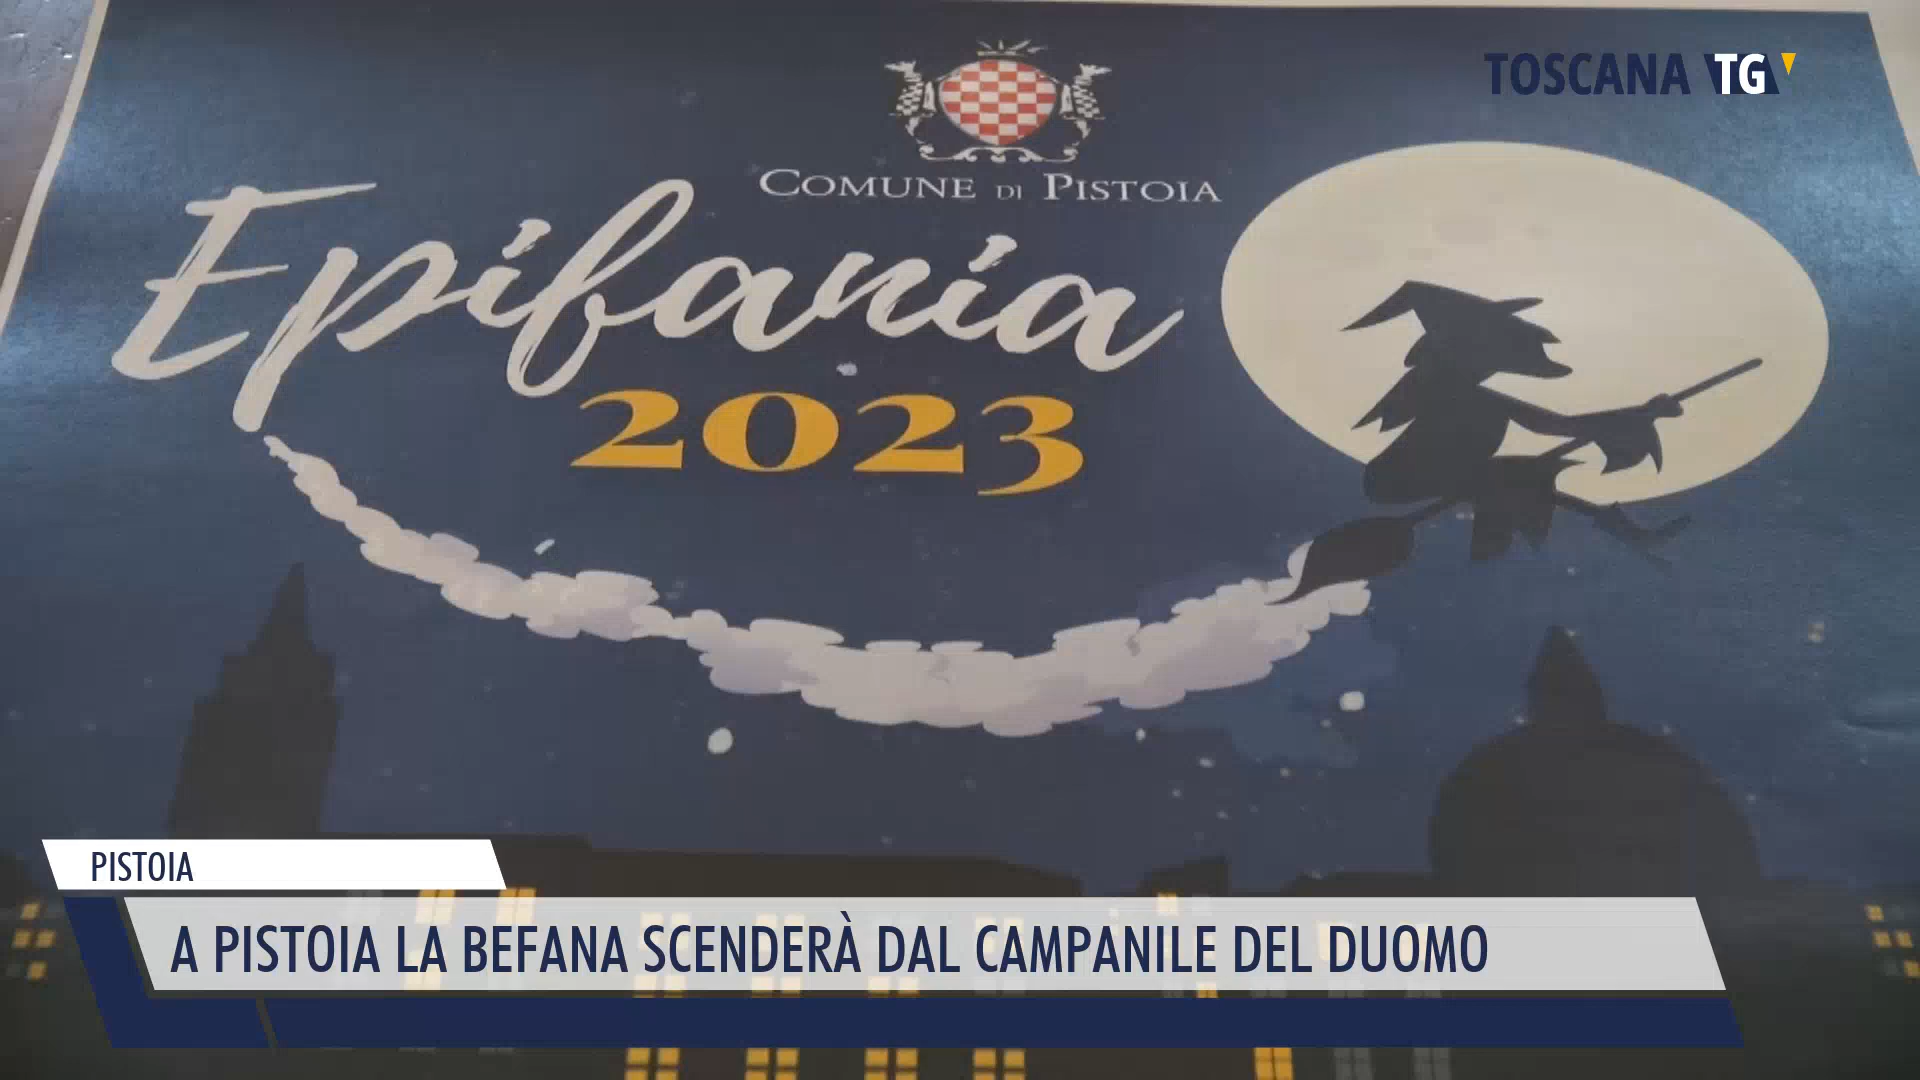 TOSCANA TG
COMUNE DI PISTOIA
Epifania
2023
PISTOIA
A PISTOIA LA BEFANA SCENDERÀ DAL CAMPANILE DEL DUOMO